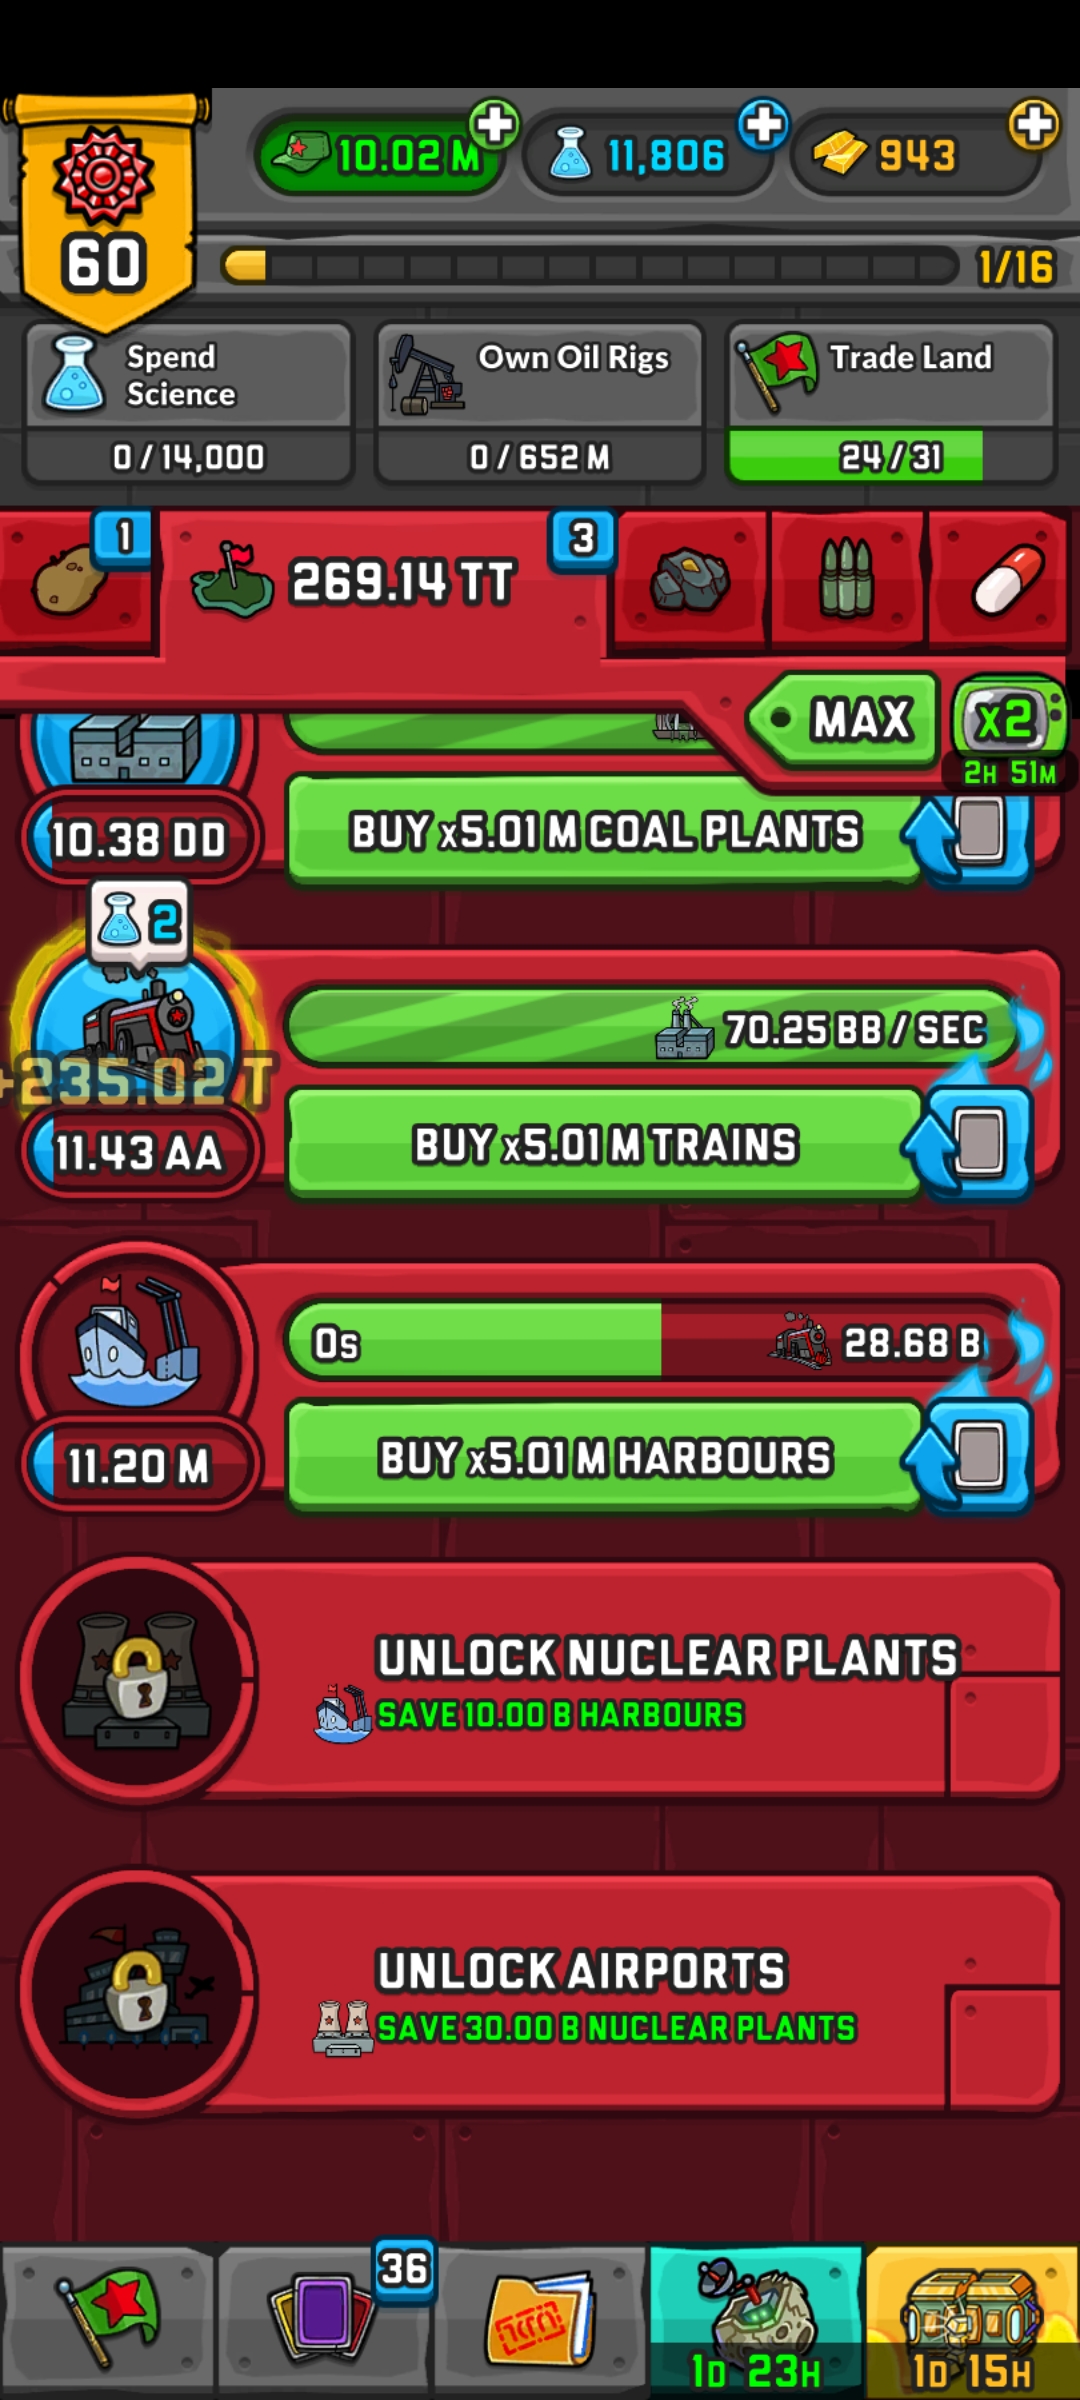 10.02 M
11,806
943
60
1/16
Spend
Science
0 / 14,000
Own Oil Rigs
0 / 652 M
Trade Land
24 / 31
1
269.14 TT
3
MAX
x2
2H 51M
10.38 DD
BUY x5.01 M COAL PLANTS
2
70.25 BB / SEC
+235.02 T
11.43 AA
BUY x5.01 M TRAINS
0s
28.68 B
11.20 M
BUY x5.01 M HARBOURS
UNLOCK NUCLEAR PLANTS
SAVE 10.00 B HARBOURS
UNLOCK AIRPORTS
SAVE 30.00 B NUCLEAR PLANTS
36
1D 23H
1D 15H